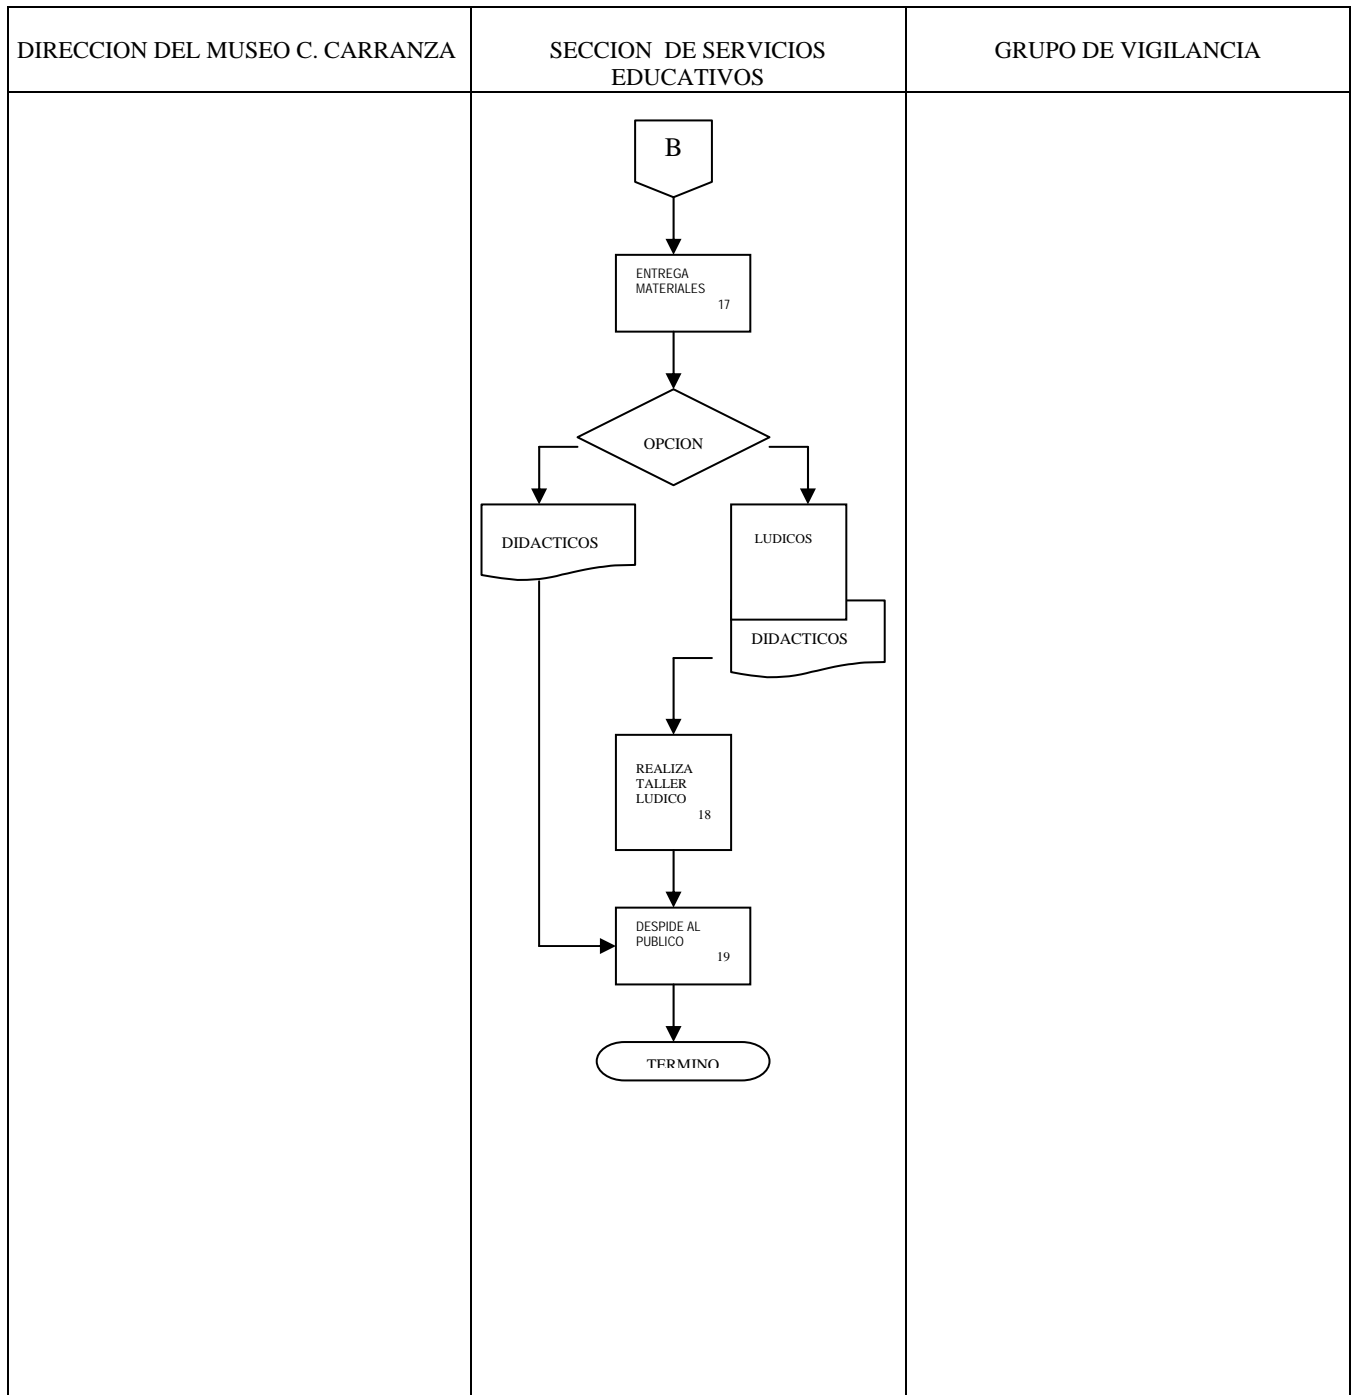 DIRECCION DEL MUSEO C. CARRANZA
SECCION DE SERVICIOS
EDUCATIVOS
GRUPO DE VIGILANCIA
B
ENTREGA
MATERIALES
17
OPCION
DIDACTICOS
LUDICOS
DIDACTICOS
REALIZA
TALLER
LUDICO
18
DESPIDE AL
PUBLICO
19
TERMINO